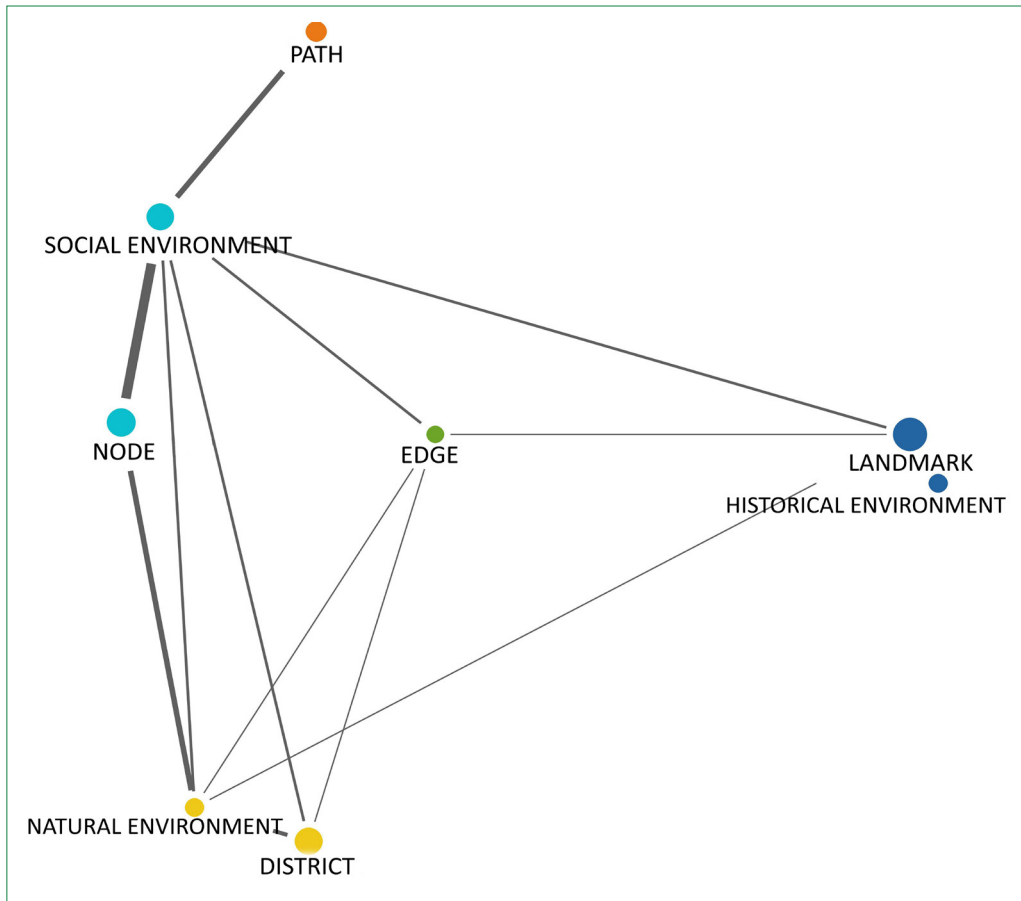 PATH
SOCIAL ENVIRONMENT
NODE
EDGE
LANDMARK
HISTORICAL ENVIRONMENT
NATURAL ENVIRONMENT
DISTRICT